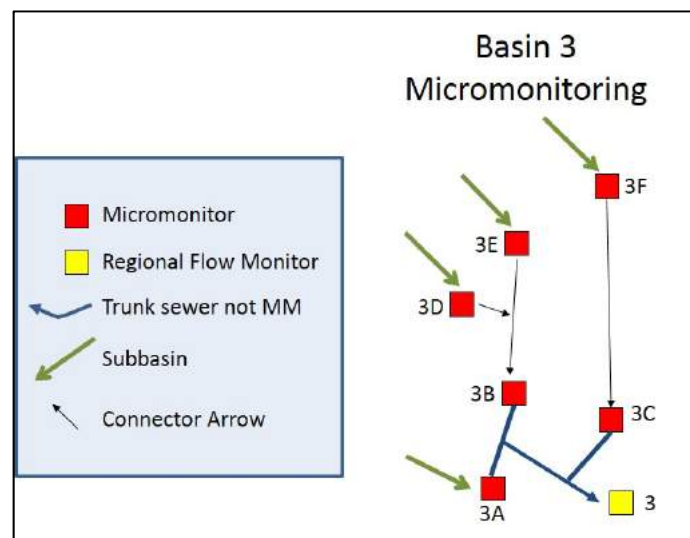 Basin 3
Micromonitoring
Micromonitor
Regional Flow Monitor
Trunk sewer not MM
Subbasin
Connector Arrow
3F
3E
3D
3B
3C
3A
3